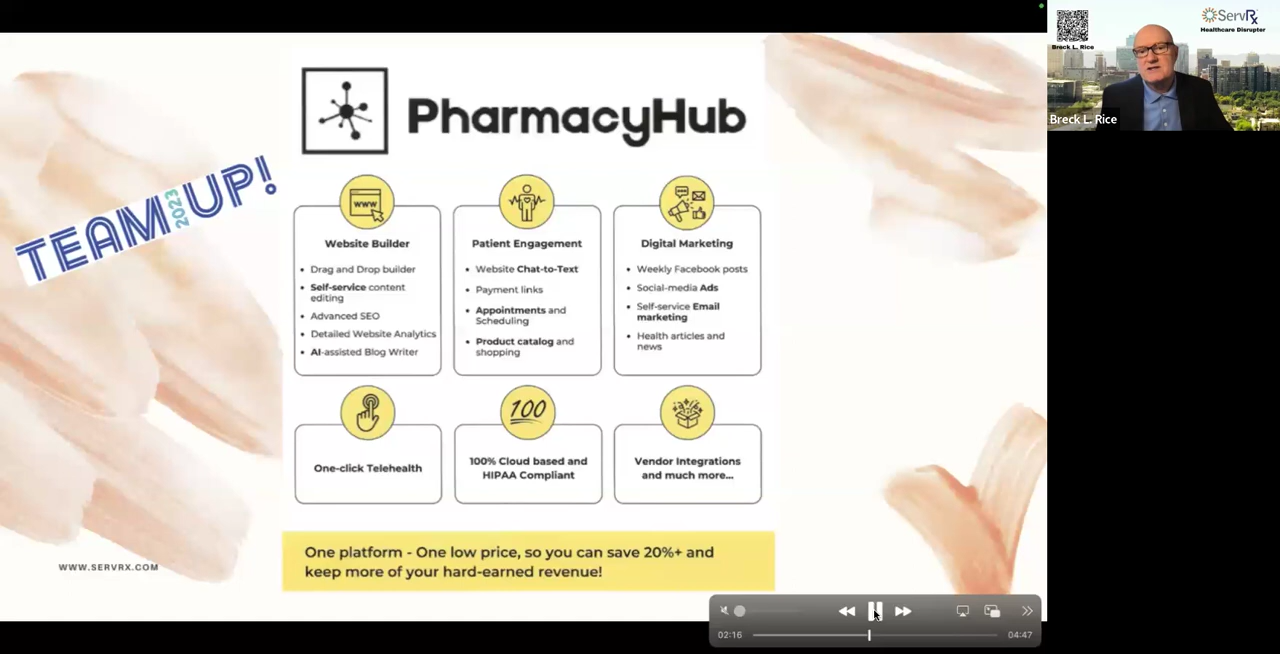 PharmacyHub
TEAM UP!
2023
www
Website Builder
• Drag and Drop builder
• Self-service content
editing
• Advanced SEO
• Detailed Website Analytics
• AI-assisted Blog Writer
Patient Engagement
• Website Chat-to-Text
• Payment links
• Appointments and
Scheduling
• Product catalog and
shopping
Digital Marketing
• Weekly Facebook posts
• Social-media Ads
• Self-service Email
marketing
• Health articles and
news
One-click Telehealth
100
100% Cloud based and
HIPAA Compliant
Vendor Integrations
and much more...
One platform - One low price, so you can save 20%+ and
keep more of your hard-earned revenue!
WWW.SERVRX.COM
Breck L. Rice
ServRx
Healthcare Disruptor
Breck L. Rice
02:16
04:47